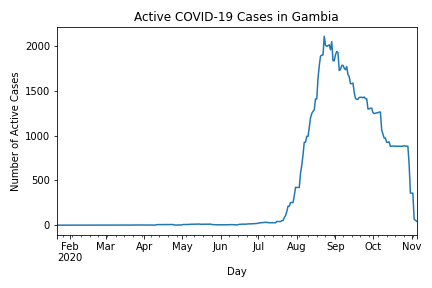 Active COVID-19 Cases in Gambia
Number of Active Cases
2000
1500
1000
500
0
Feb Mar Apr May Jun Jul Aug Sep Oct Nov
2020
Day